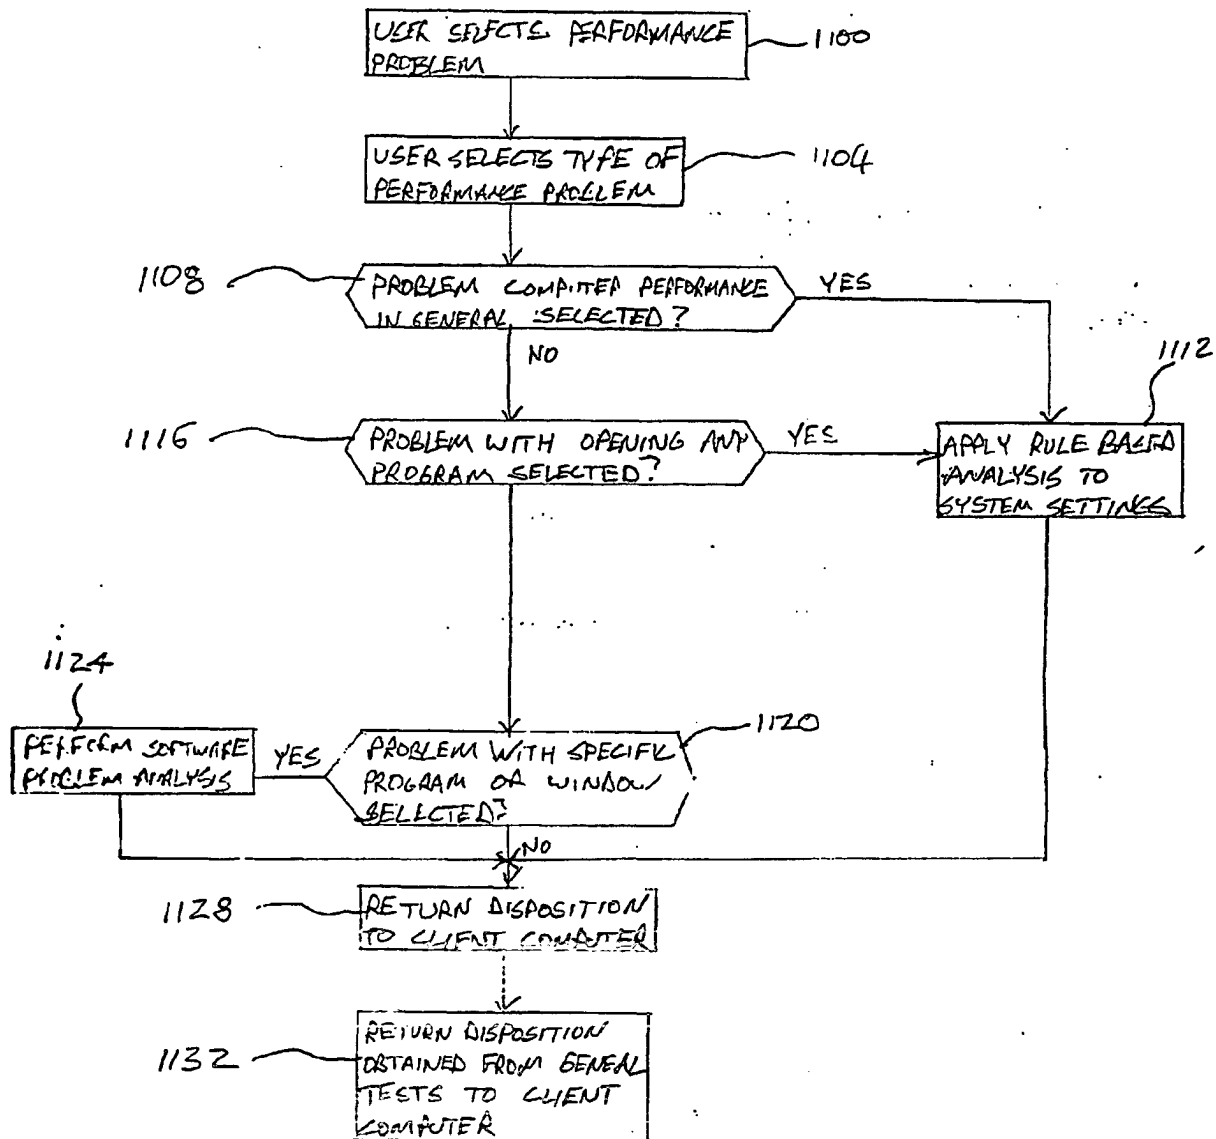 USER SELECTS PERFORMANCE
PROBLEM
1100
USER SELECTS TYPE OF
PERFORMANCE PROBLEM
1104
1108
PROBLEM COMPUTER PERFORMANCE
IN GENERAL SELECTED?
YES
NO
1112
1116
PROBLEM WITH OPENING ANY
PROGRAM SELECTED?
YES
APPLY RULE BASED
ANALYSIS TO
SYSTEM SETTINGS
1124
PERFORM SOFTWARE
PROBLEM ANALYSIS
YES
1120
PROBLEM WITH SPECIFIC
PROGRAM OR WINDOW
SELECTED?
NO
1128
RETURN DISPOSITION
TO CLIENT COMPUTER
1132
RETURN DISPOSITION
OBTAINED FROM GENEAL
TESTS TO CLIENT
COMPUTER